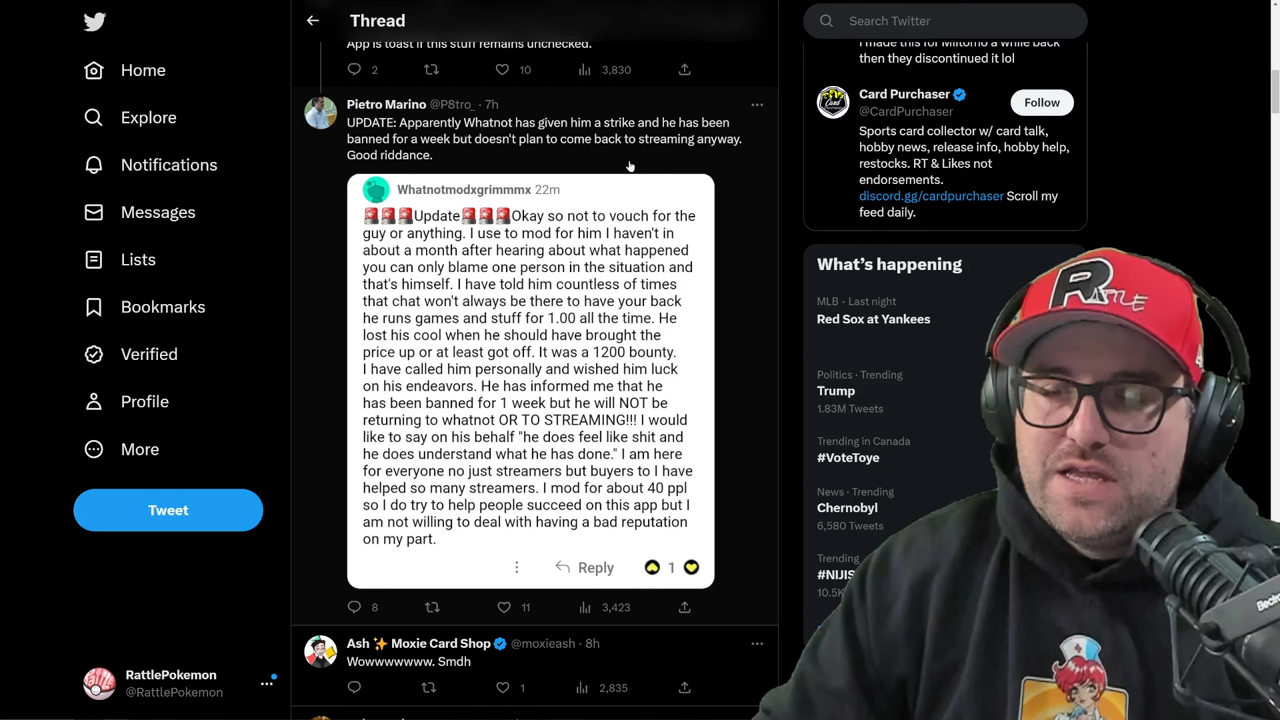 Thread
Search Twitter
Home
Explore
Notifications
Messages
Lists
Bookmarks
Verified
Profile
More
Tweet
RattlePokemon
@RattlePokemon
App is toast if this stuff remains unchecked.
2
10
3,830
Pietro Marino @P8tro_ · 7h
UPDATE: Apparently Whatnot has given him a strike and he has been
banned for a week but doesn't plan to come back to streaming anyway.
Good riddance.
Whatnotmodxgrimmmx 22m
🚨🚨🚨Update🚨🚨🚨Okay so not to vouch for the
guy or anything. I use to mod for him I haven't in
about a month after hearing about what happened
you can only blame one person in the situation and
that's himself. I have told him countless of times
that chat won't always be there to have your back
he runs games and stuff for 1.00 all the time. He
lost his cool when he should have brought the
price up or at least got off. It was a 1200 bounty.
I have called him personally and wished him luck
on his endeavors. He has informed me that he
has been banned for 1 week but he will NOT be
returning to whatnot OR TO STREAMING!!! I would
like to say on his behalf "he does feel like shit and
he does understand what he has done." I am here
for everyone no just streamers but buyers to I have
helped so many streamers. I mod for about 40 ppl
so I do try to help people succeed on this app but I
am not willing to deal with having a bad reputation
on my part.
Reply
1
8
11
3,423
Ash ✨ Moxie Card Shop @moxieash · 8h
Wowwwwwww. Smdh
1
2,835
I made this for Miitomo a while back
then they discontinued it lol
Card Purchaser
@CardPurchaser
Follow
Sports card collector w/ card talk,
hobby news, release info, hobby help,
restocks. RT & Likes not
endorsements.
discord.gg/cardpurchaser Scroll my
feed daily.
What's happening
MLB · Last night
Red Sox at Yankees
Politics · Trending
Trump
1.83M Tweets
Trending in Canada
#VoteToye
News · Trending
Chernobyl
6,580 Tweets
Trending
#NIJIS
10.5K
RATTLE